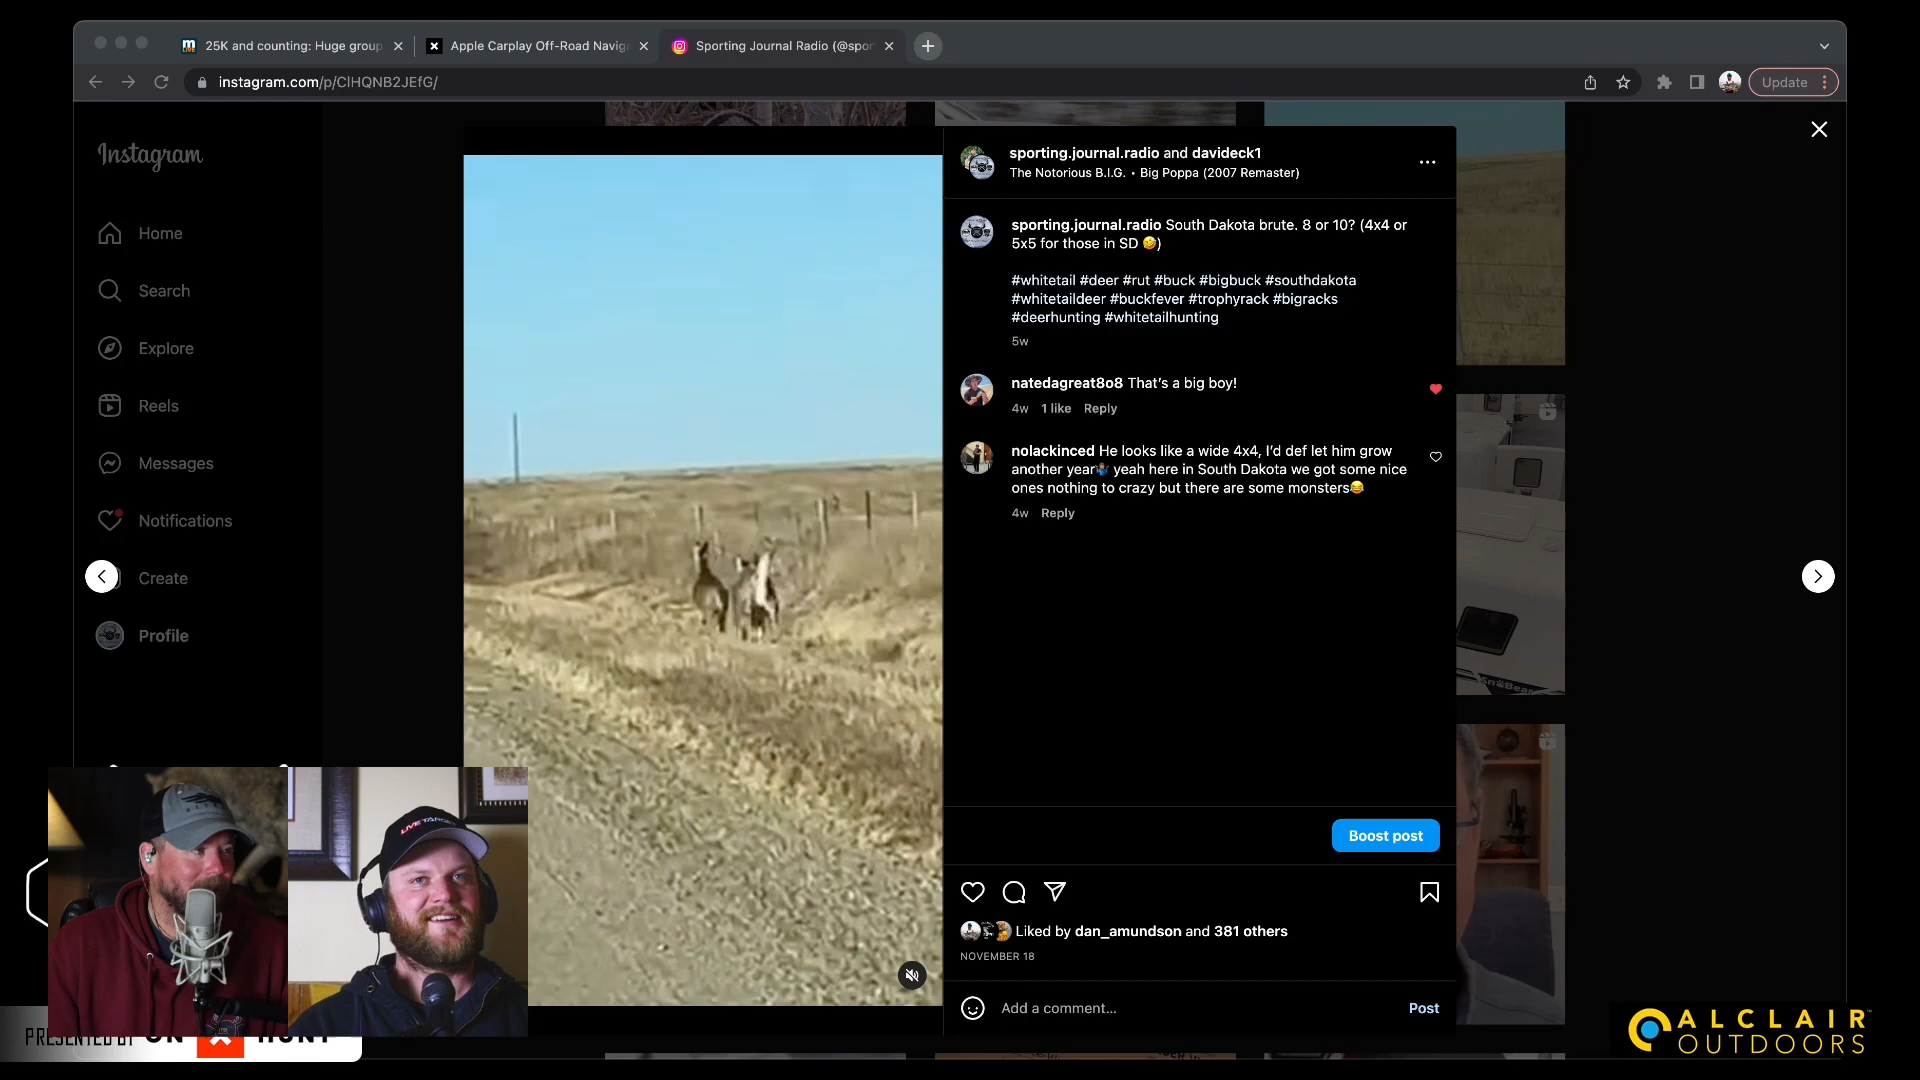 25K and counting: Huge group
Apple Carplay Off-Road Naviga
Sporting Journal Radio (@spor
instagram.com/p/ClHQNB2JEfG/
Update
Instagram
Home
Search
Explore
Reels
Messages
Notifications
Create
Profile
sporting.journal.radio and davideck1
The Notorious B.I.G. • Big Poppa (2007 Remaster)
sporting.journal.radio South Dakota brute. 8 or 10? (4x4 or
5x5 for those in SD 🤣)
#whitetail #deer #rut #buck #bigbuck #southdakota
#whitetaildeer #buckfever #trophyrack #bigracks
#deerhunting #whitetailhunting
5w
natedagreat8o8 That's a big boy!
4w 1 like Reply
nolackinced He looks like a wide 4x4, I'd def let him grow
another year🤷🏾‍♂️ yeah here in South Dakota we got some nice
ones nothing to crazy but there are some monsters😂
4w Reply
Boost post
Liked by dan_amundson and 381 others
NOVEMBER 18
Add a comment...
Post
LIVE TARGET
PRESENTED BY
HUNT
ALCLAIR
OUTDOORS